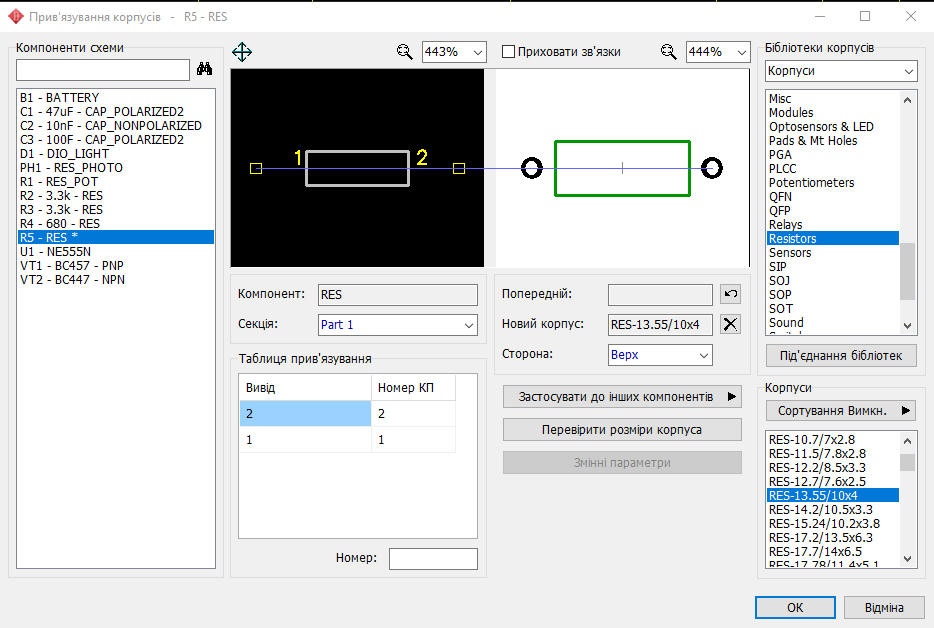 Прив'язування корпусів - R5 - RES
Компоненти схеми
B1 - BATTERY
C1 - 47uF - CAP_POLARIZED2
C2 - 10nF - CAP_NONPOLARIZED
C3 - 100F - CAP_POLARIZED2
D1 - DIO_LIGHT
PH1 - RES_PHOTO
R1 - RES_POT
R2 - 3.3k - RES
R3 - 3.3k - RES
R4 - 680 - RES
R5 - RES *
U1 - NE555N
VT1 - BC457 - PNP
VT2 - BC447 - NPN
443%
Приховати зв'язки
444%
1
2
Компонент:
RES
Секція:
Part 1
Таблиця прив'язування
Вивід
Номер КП
2
2
1
1
Номер:
Попередній:
Новий корпус:
RES-13.55/10x4
Сторона:
Верх
Застосувати до інших компонентів
Перевірити розміри корпуса
Змінні параметри
Бібліотеки корпусів
Корпуси
Misc
Modules
Optosensors & LED
Pads & Mt Holes
PGA
PLCC
Potentiometers
QFN
QFP
Relays
Resistors
Sensors
SIP
SOJ
SOP
SOT
Sound
Під'єднання бібліотек
Корпуси
Сортування Вимкн.
RES-10.7/7x2.8
RES-11.5/7.8x2.8
RES-12.2/8.5x3.3
RES-12.7/7.6x2.5
RES-13.55/10x4
RES-14.2/10.5x3.3
RES-15.24/10.2x3.8
RES-17.2/13.5x6.3
RES-17.7/14x6.5
RES-17.78/11.4x5.1
ОК
Відміна